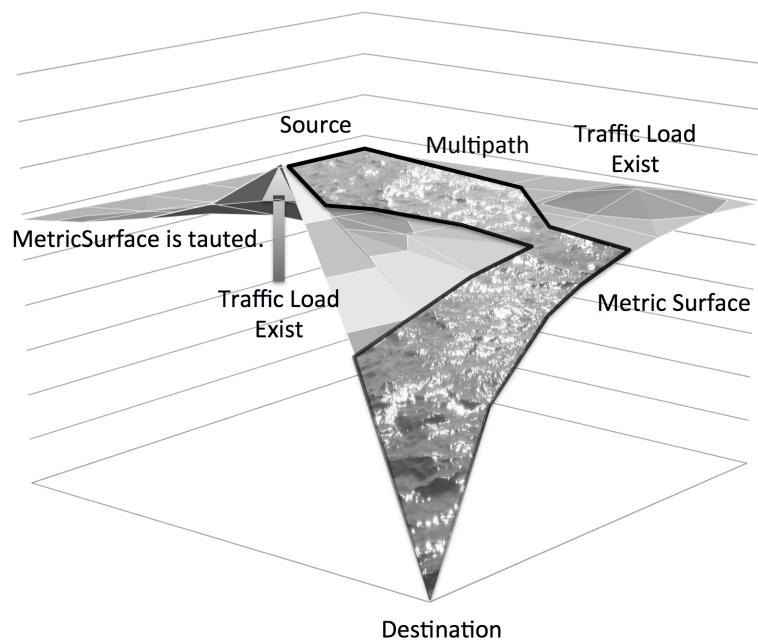 Source
Multipath
Traffic Load
Exist
MetricSurface is tauted.
Traffic Load
Exist
Metric Surface
Destination